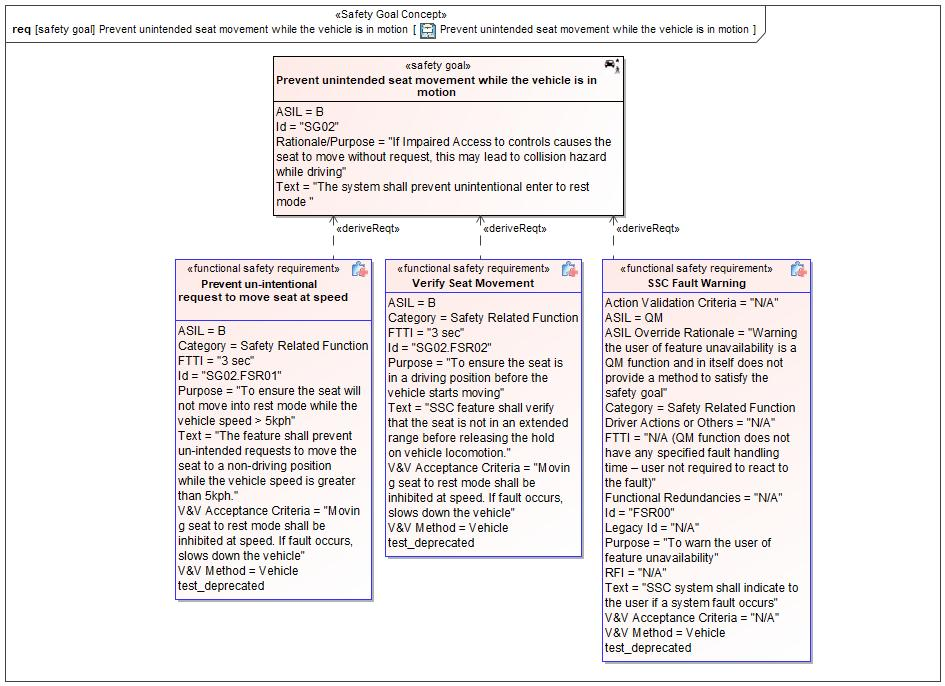 «Safety Goal Concept»
req [safety goal] Prevent unintended seat movement while the vehicle is in motion [ Prevent unintended seat movement while the vehicle is in motion ]
«safety goal»
Prevent unintended seat movement while the vehicle is in
motion
ASIL = B
Id = "SG02"
Rationale/Purpose = "If Impaired Access to controls causes the
seat to move without request, this may lead to collision hazard
while driving"
Text = "The system shall prevent unintentional enter to rest
mode "
«deriveReqt»
«deriveReqt»
«deriveReqt»
«functional safety requirement»
Prevent un-intentional
request to move seat at speed
ASIL = B
Category = Safety Related Function
FTTI = "3 sec"
Id = "SG02.FSR01"
Purpose = "To ensure the seat will
not move into rest mode while the
vehicle speed > 5kph"
Text = "The feature shall prevent
un-intended requests to move the
seat to a non-driving position
while the vehicle speed is greater
than 5kph."
V&V Acceptance Criteria = "Movin
g seat to rest mode shall be
inhibited at speed. If fault occurs,
slows down the vehicle"
V&V Method = Vehicle
test_deprecated
«functional safety requirement»
Verify Seat Movement
ASIL = B
Category = Safety Related Function
FTTI = "3 sec"
Id = "SG02.FSR02"
Purpose = "To ensure the seat is
in a driving position before the
vehicle starts moving"
Text = "SSC feature shall verify
that the seat is not in an extended
range before releasing the hold
on vehicle locomotion."
V&V Acceptance Criteria = "Movin
g seat to rest mode shall be
inhibited at speed. If fault occurs,
slows down the vehicle"
V&V Method = Vehicle
test_deprecated
«functional safety requirement»
SSC Fault Warning
Action Validation Criteria = "N/A"
ASIL = QM
ASIL Override Rationale = "Warning
the user of feature unavailability is a
QM function and in itself does not
provide a method to satisfy the
safety goal"
Category = Safety Related Function
Driver Actions or Others = "N/A"
FTTI = "N/A (QM function does not
have any specified fault handling
time – user not required to react to
the fault)"
Functional Redundancies = "N/A"
Id = "FSR00"
Legacy Id = "N/A"
Purpose = "To warn the user of
feature unavailability"
RFI = "N/A"
Text = "SSC system shall indicate to
the user if a system fault occurs"
V&V Acceptance Criteria = "N/A"
V&V Method = Vehicle
test_deprecated